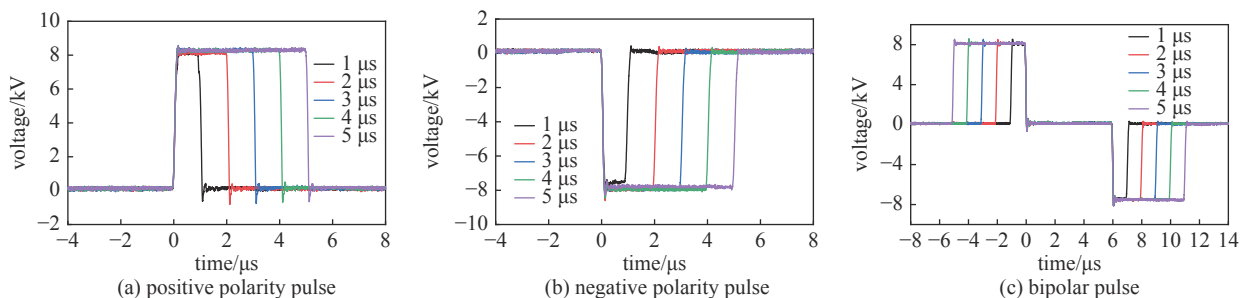 10
8
6
4
2
0
−2
voltage/kV
1 μs
2 μs
3 μs
4 μs
5 μs
−4 −2 0 2 4 6 8
time/μs
(a) positive polarity pulse
2
0
−2
−4
−6
−8
−10
voltage/kV
1 μs
2 μs
3 μs
4 μs
5 μs
−4 −2 0 2 4 6 8
time/μs
(b) negative polarity pulse
8
4
0
−4
−8
voltage/kV
1 μs
2 μs
3 μs
4 μs
5 μs
−8 −6 −4 −2 0 2 4 6 8 10 12 14
time/μs
(c) bipolar pulse